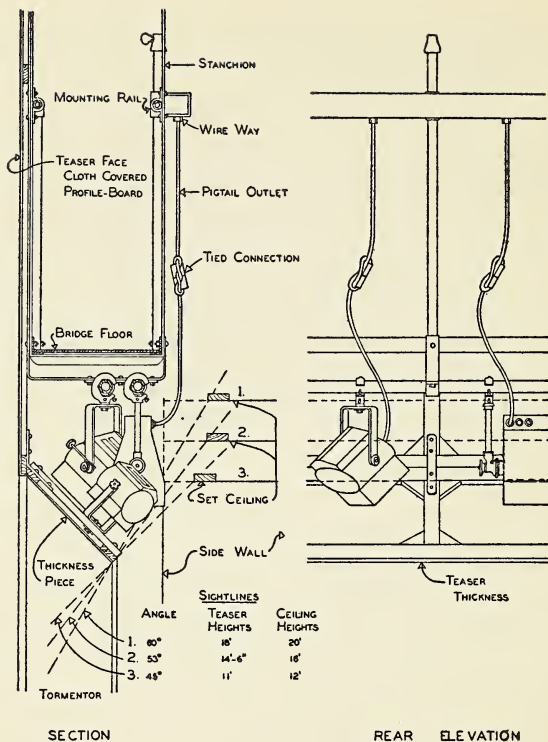 STANCHION
MOUNTING RAIL
WIRE WAY
TEASER FACE
CLOTH COVERED
PROFILE-BOARD
PIGTAIL OUTLET
TIED CONNECTION
BRIDGE FLOOR
1.
2.
3.
SET CEILING
SIDE WALL
THICKNESS
PIECE
TEASER
THICKNESS
SIGHTLINES
ANGLE TEASER HEIGHTS CEILING HEIGHTS
1. 60° 18' 20'
2. 53° 14'-6" 16'
3. 45° 11' 12'
TORMENTOR
SECTION
REAR ELEVATION